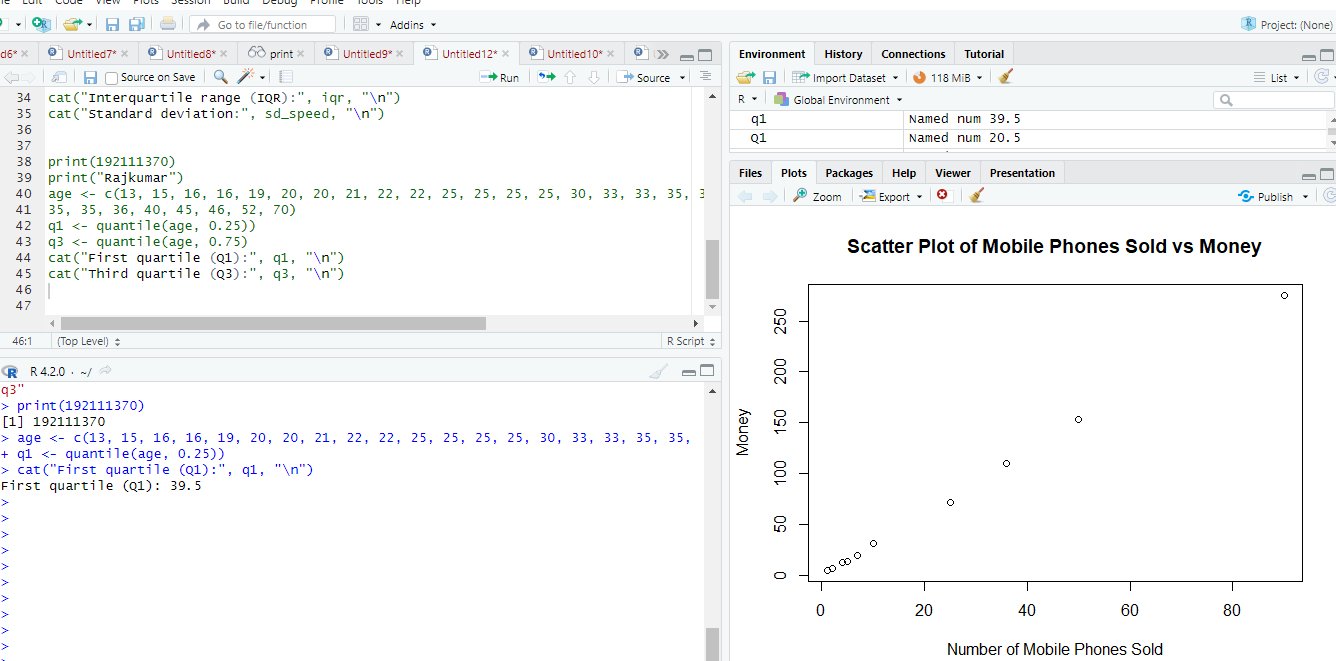 Edit Code View Plots Session Build Debug Profile Tools Help
Go to file/function Addins Project: (None)
d6* Untitled7* Untitled8* print Untitled9* Untitled12* Untitled10*
Source on Save Run Source
34 cat("Interquartile range (IQR):", iqr, "\n")
35 cat("Standard deviation:", sd_speed, "\n")
36
37
38 print(192111370)
39 print("Rajkumar")
40 age <- c(13, 15, 16, 16, 19, 20, 20, 21, 22, 22, 25, 25, 25, 25, 30, 33, 33, 35, 3
41 35, 35, 36, 40, 45, 46, 52, 70)
42 q1 <- quantile(age, 0.25))
43 q3 <- quantile(age, 0.75)
44 cat("First quartile (Q1):", q1, "\n")
45 cat("Third quartile (Q3):", q3, "\n")
46
47
46:1 (Top Level) R Script
R 4.2.0 · ~/
q3"
> print(192111370)
[1] 192111370
> age <- c(13, 15, 16, 16, 19, 20, 20, 21, 22, 22, 25, 25, 25, 25, 30, 33, 33, 35, 35,
+ q1 <- quantile(age, 0.25))
> cat("First quartile (Q1):", q1, "\n")
First quartile (Q1): 39.5
>
>
>
>
>
>
>
>
>
>
Environment History Connections Tutorial
Import Dataset 118 MiB List
R Global Environment
q1 Named num 39.5
Q1 Named num 20.5
Files Plots Packages Help Viewer Presentation
Zoom Export Publish
Scatter Plot of Mobile Phones Sold vs Money
Money
250
200
150
100
50
0
0 20 40 60 80
Number of Mobile Phones Sold